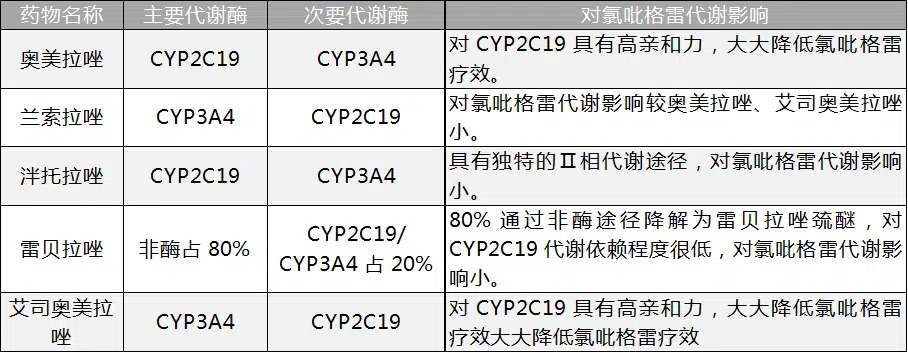 药物名称 主要代谢酶 次要代谢酶 对氯吡格雷代谢影响
奥美拉唑 CYP2C19 CYP3A4 对 CYP2C19 具有高亲和力，大大降低氯吡格雷
疗效。
兰索拉唑 CYP3A4 CYP2C19 对氯吡格雷代谢影响较奥美拉唑、艾司奥美拉唑
小。
泮托拉唑 CYP2C19 CYP3A4 具有独特的Ⅱ相代谢途径，对氯吡格雷代谢影响
小。
雷贝拉唑 非酶占 80% CYP2C19/
CYP3A4 占 20% 80% 通过非酶途径降解为雷贝拉唑巯醚，对
CYP2C19 代谢依赖程度很低，对氯吡格雷代谢影
响小。
艾司奥美拉
唑 CYP3A4 CYP2C19 对 CYP2C19 具有高亲和力，大大降低氯吡格雷
疗效大大降低氯吡格雷疗效